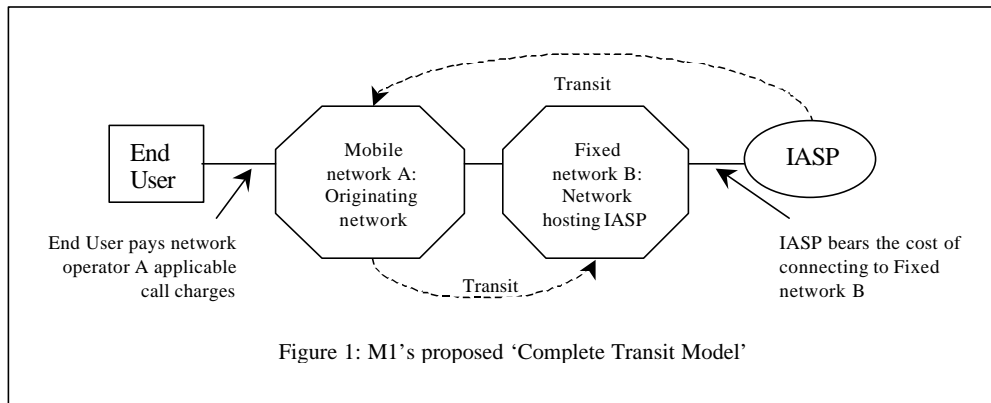 Transit
End
User
Mobile
network A:
Originating
network
Fixed
network B:
Network
hosting IASP
IASP
End User pays network
operator A applicable
call charges
Transit
IASP bears the cost of
connecting to Fixed
network B
Figure 1: M1's proposed ‘Complete Transit Model’